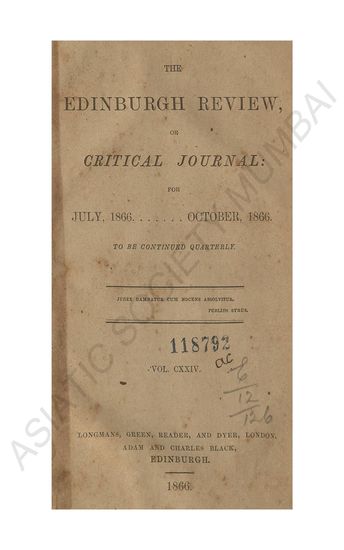 THE
EDINBURGH REVIEW,
OR
CRITICAL JOURNAL:
FOR
JULY, 1866. . . . . . . OCTOBER, 1866.
TO BE CONTINUED QUARTERLY.
JUDEX DAMNATUR CUM NOCENS ABSOLVITUR.
PUBLIUS SYRUS.
118792
VOL. CXXIV.
12
126
LONGMANS, GREEN, READER, AND DYER, LONDON,
ADAM AND CHARLES BLACK,
EDINBURGH.
1866.
ASIATIC SOCIETY MUMBAI